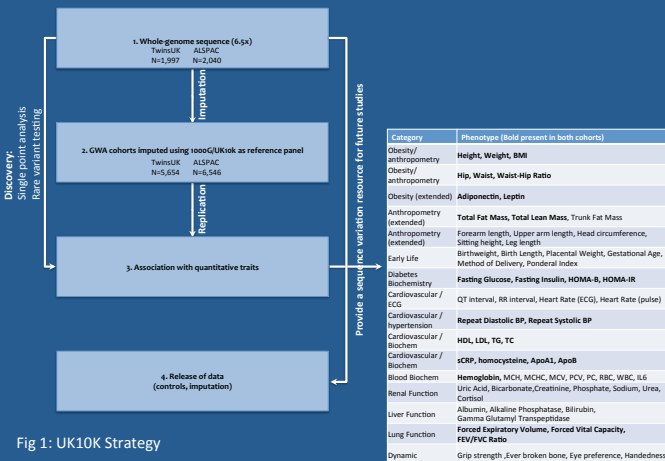 1. Whole-genome sequence (6.5x)
TwinsUK ALSPAC
N=1,997 N=2,040
Discovery:
Single point analysis
Rare variant testing
Imputation
2. GWA cohorts imputed using 1000G/UK10k as reference panel
TwinsUK ALSPAC
N=5,654 N=6,546
Replication
3. Association with quantitative traits
Provide a sequence variation resource for future studies
4. Release of data
(controls, imputation)
Fig 1: UK10K Strategy
Category Phenotype (Bold present in both cohorts)
Obesity/ anthropometry Height, Weight, BMI
Obesity/ anthropometry Hip, Waist, Waist-Hip Ratio
Obesity (extended) Adiponectin, Leptin
Anthropometry (extended) Total Fat Mass, Total Lean Mass, Trunk Fat Mass
Anthropometry (extended) Forearm length, Upper arm length, Head circumference,
Sitting height, Leg length
Early Life Birthweight, Birth Length, Placental Weight, Gestational Age,
Method of Delivery, Ponderal Index
Diabetes Biochemistry Fasting Glucose, Fasting Insulin, HOMA-B, HOMA-IR
Cardiovascular / ECG QT interval, RR interval, Heart Rate (ECG), Heart Rate (pulse)
Cardiovascular / hypertension Repeat Diastolic BP, Repeat Systolic BP
Cardiovascular / Biochem HDL, LDL, TG, TC
Cardiovascular / Biochem sCRP, homocysteine, ApoA1, ApoB
Blood Biochem Hemoglobin, MCH, MCHC, MCV, PCV, PC, RBC, WBC, IL6
Renal Function Uric Acid, Bicarbonate,Creatinine, Phosphate, Sodium, Urea,
Cortisol
Liver Function Albumin, Alkaline Phosphatase, Bilirubin,
Gamma Glutamyl Transpeptidase
Lung Function Forced Expiratory Volume, Forced Vital Capacity,
FEV/FVC Ratio
Dynamic Grip strength ,Ever broken bone, Eye preference, Handedness